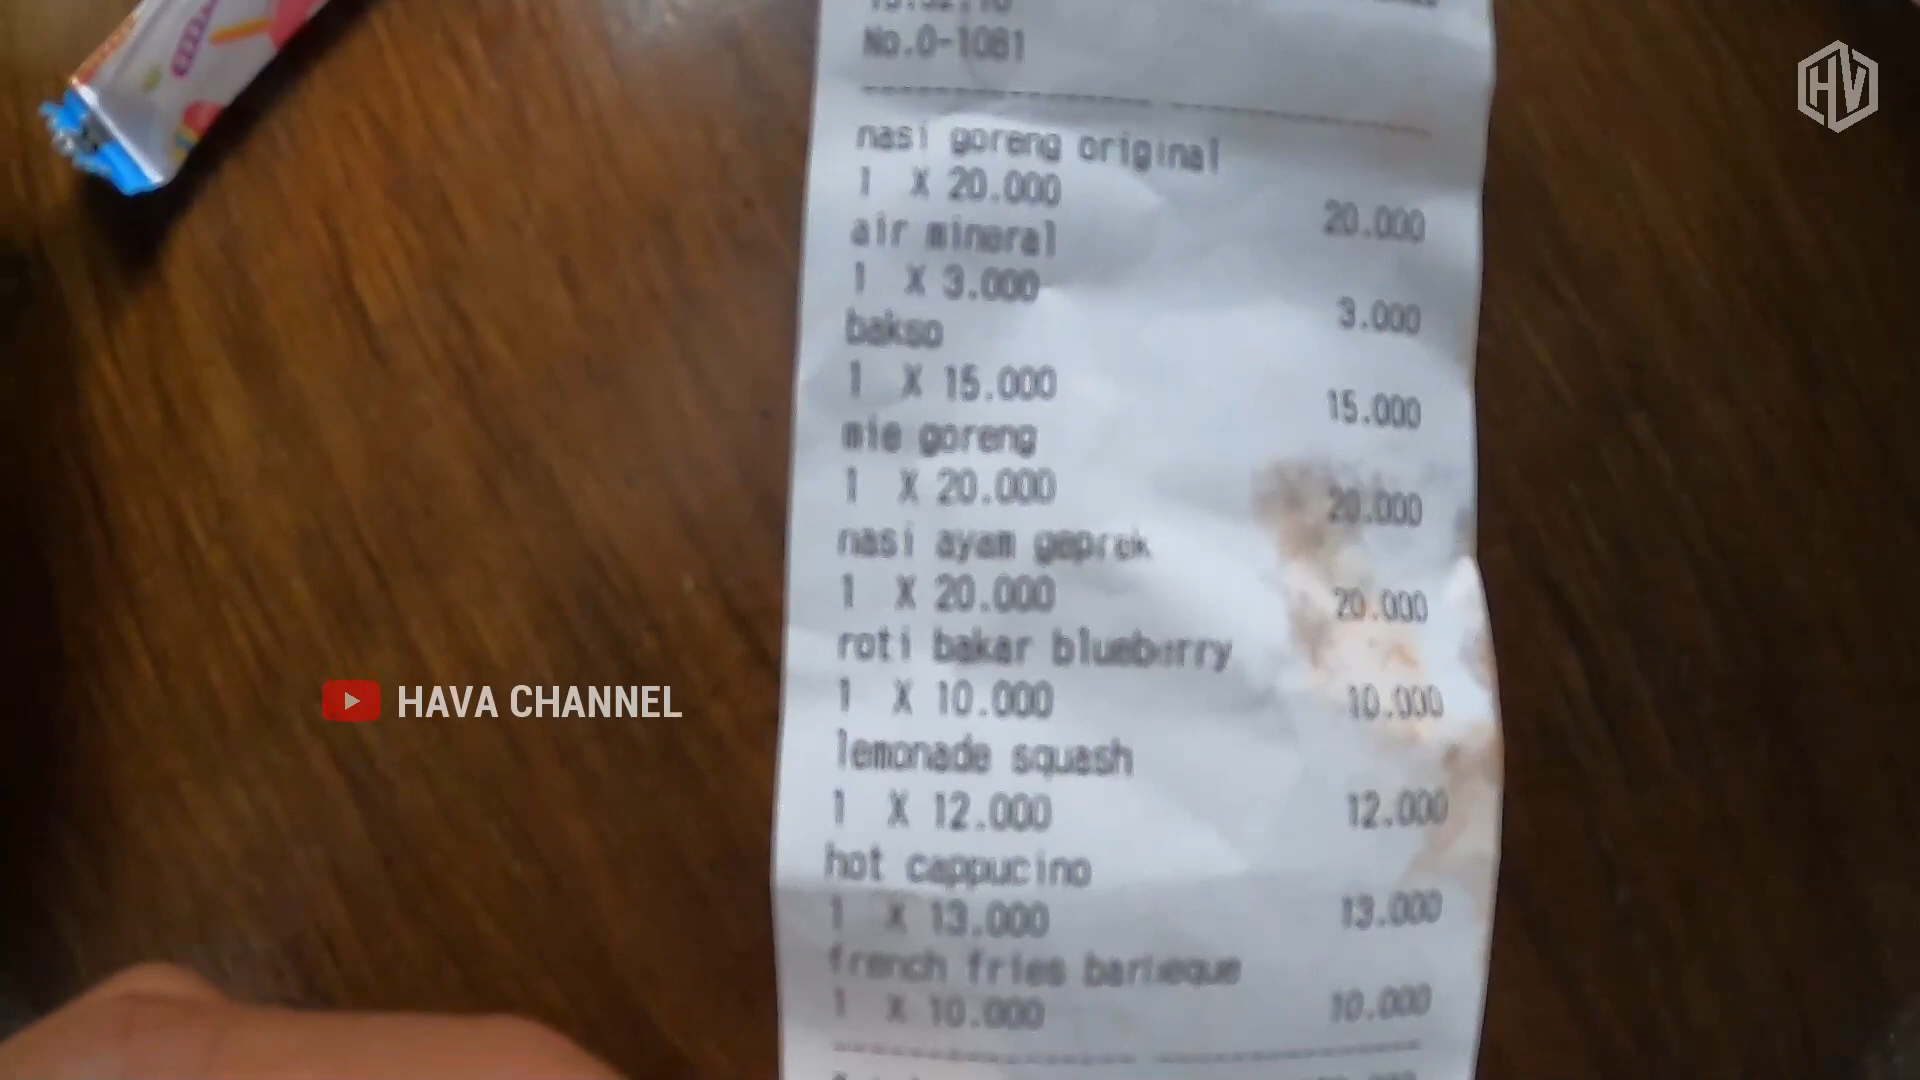 No.0-1081
nasi goreng original
1 X 20.000 20.000
air mineral
1 X 3.000 3.000
bakso
1 X 15.000 15.000
mie goreng
1 X 20.000 20.000
nasi ayam geprek
1 X 20.000 20.000
roti bakar blueberry
1 X 10.000 10.000
lemonade squash
1 X 12.000 12.000
hot cappucino
1 X 13.000 13.000
french fries barbeque
1 X 10.000 10.000
HAVA CHANNEL
HV